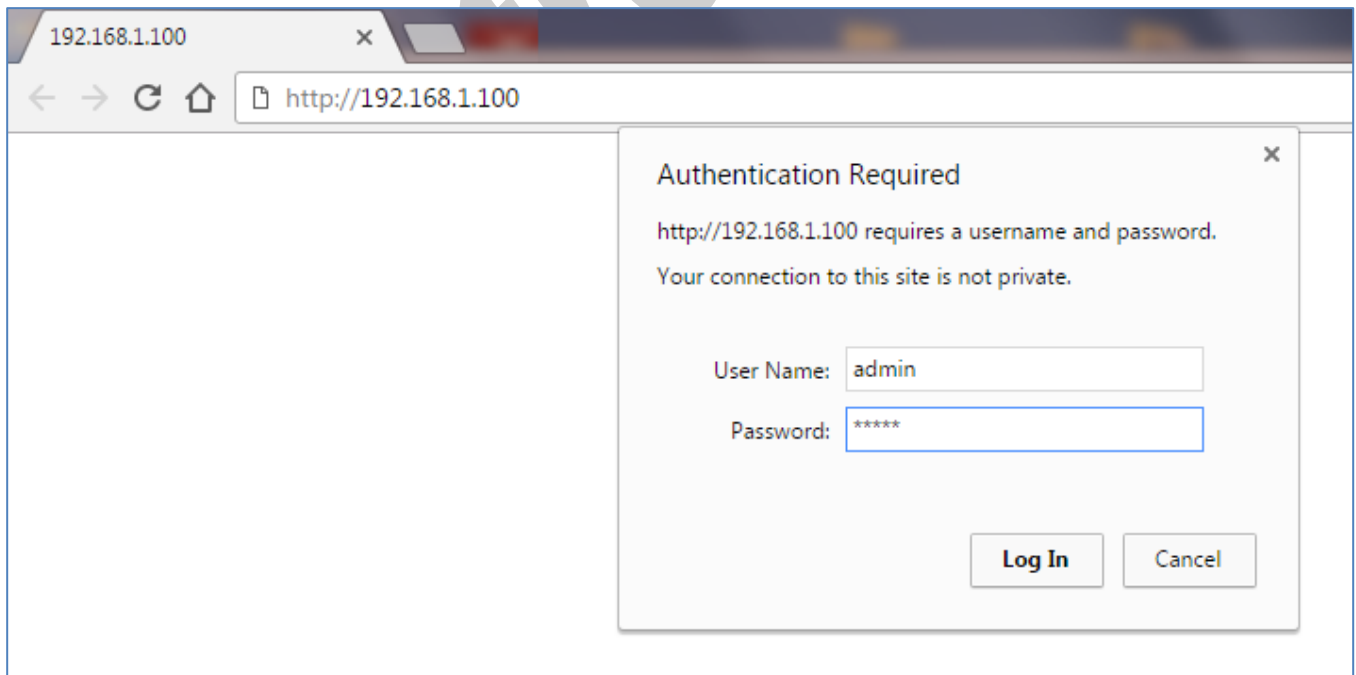 192.168.1.100
http://192.168.1.100
Authentication Required
http://192.168.1.100 requires a username and password.
Your connection to this site is not private.
User Name: admin
Password: *****
Log In Cancel